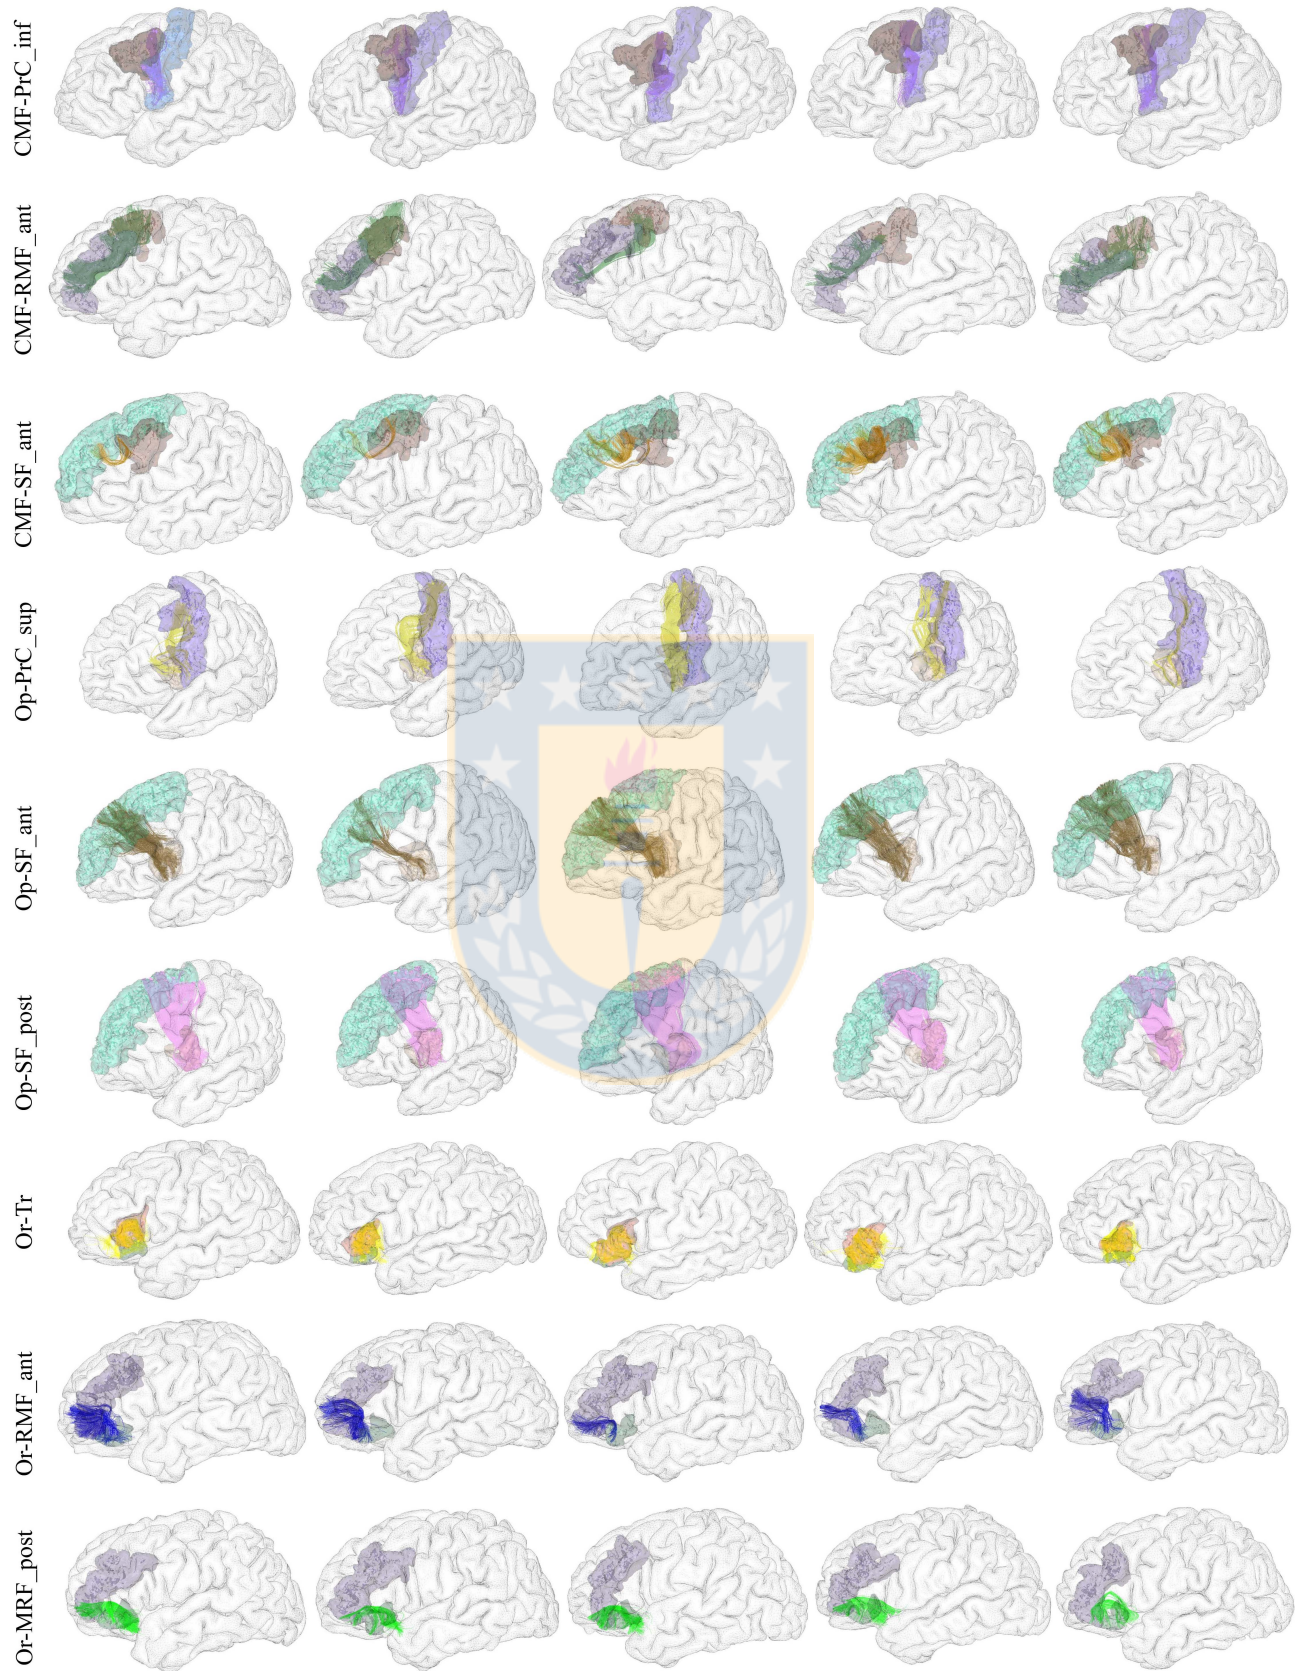 CMF-PrC_inf
CMF-RMF_ant
CMF-SF_ant
Op-PrC_sup
Op-SF_ant
Op-SF_post
Or-Tr
Or-RMF_ant
Or-MRF_post